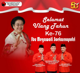 Selamat
Ulang Tahun
Ke-76
Ibu Megawati Soekarnoputri